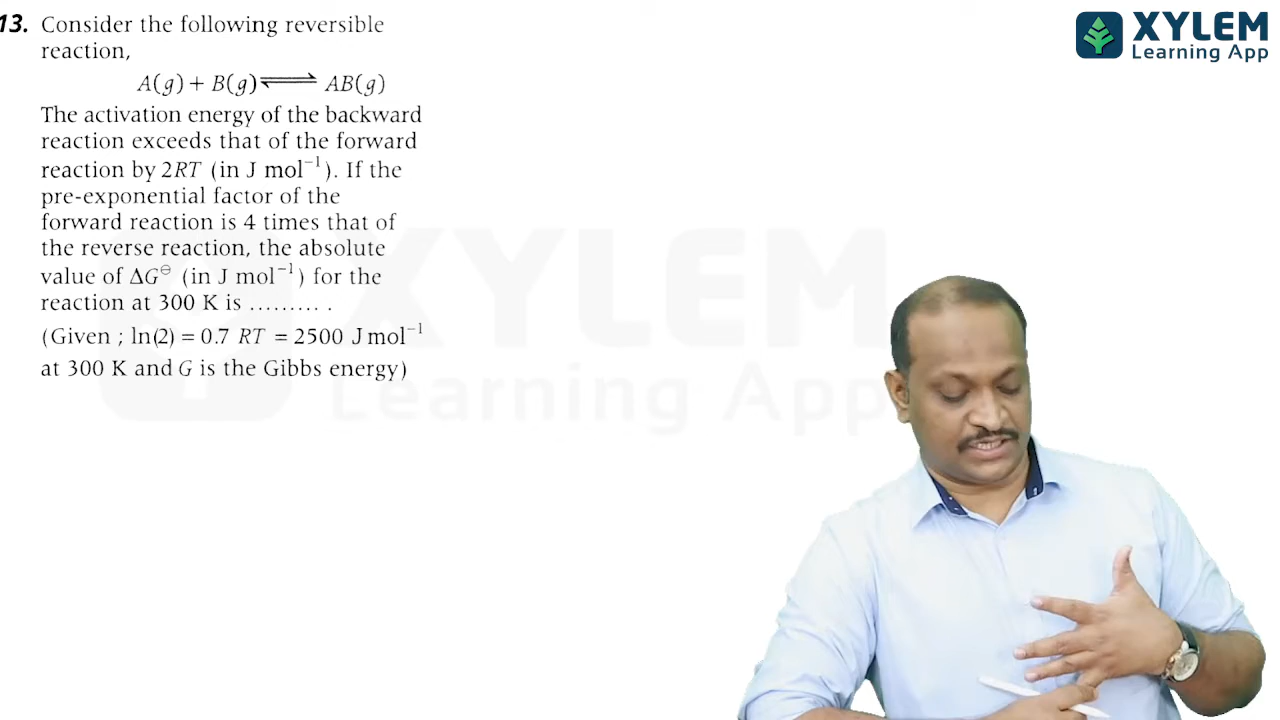 13. Consider the following reversible
reaction,
A(g) + B(g) ⇌ AB(g)
The activation energy of the backward
reaction exceeds that of the forward
reaction by 2RT (in J mol⁻¹). If the
pre-exponential factor of the
forward reaction is 4 times that of
the reverse reaction, the absolute
value of ΔG⊖ (in J mol⁻¹) for the
reaction at 300 K is ......... .
(Given ; ln(2) = 0.7 RT = 2500 J mol⁻¹
at 300 K and G is the Gibbs energy)
XYLEM
Learning App
XYLEM
Learning App